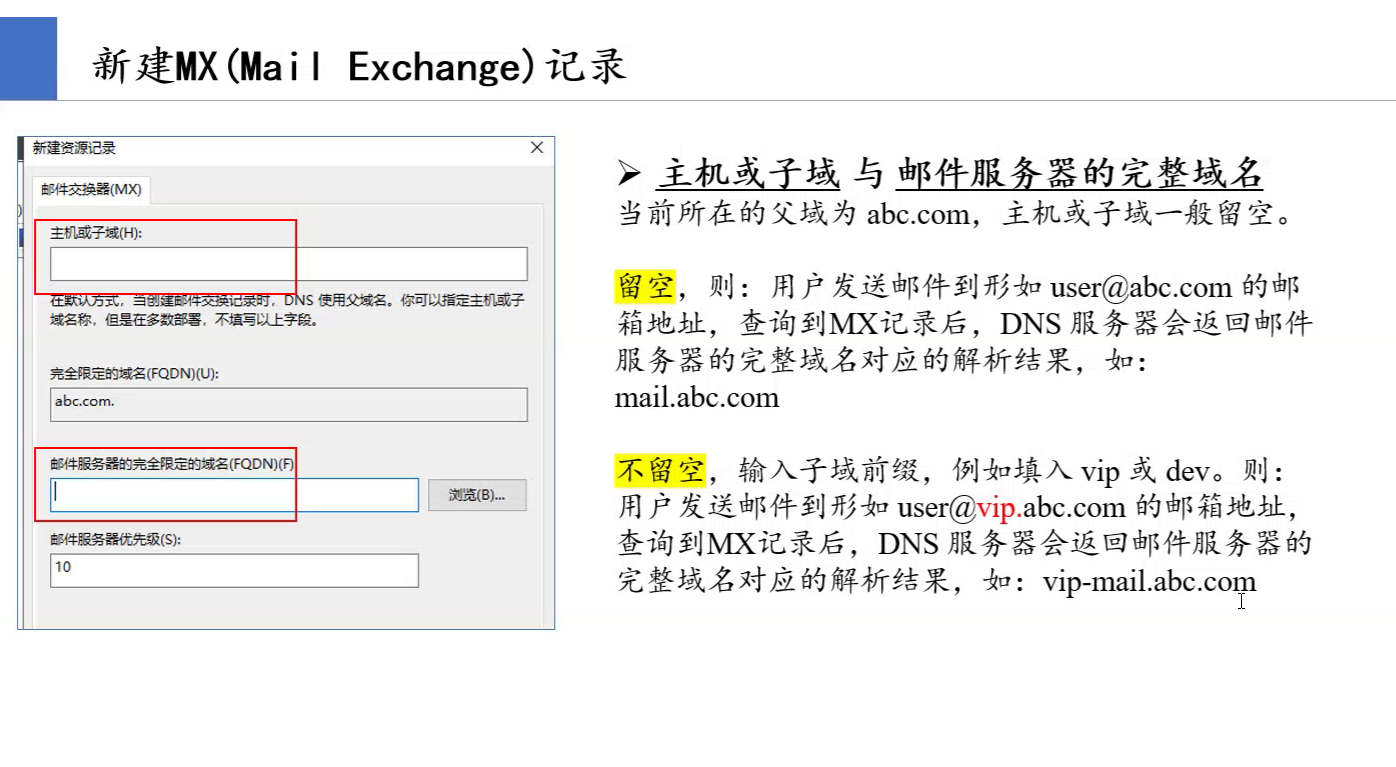 新建MX(Mail Exchange)记录
新建资源记录
邮件交换器(MX)
主机或子域(H):
在默认方式，当创建邮件交换记录时，DNS 使用父域名。你可以指定主机或子
域名称，但是在多数部署，不填写以上字段。
完全限定的域名(FQDN)(U):
abc.com.
邮件服务器的完全限定的域名(FQDN)(F)
浏览(B)...
邮件服务器优先级(S):
10
➢ 主机或子域 与 邮件服务器的完整域名
当前所在的父域为 abc.com，主机或子域一般留空。
留空，则：用户发送邮件到形如 user@abc.com 的邮
箱地址，查询到MX记录后，DNS 服务器会返回邮件
服务器的完整域名对应的解析结果，如：
mail.abc.com
不留空，输入子域前缀，例如填入 vip 或 dev。则：
用户发送邮件到形如 user@vip.abc.com 的邮箱地址，
查询到MX记录后，DNS 服务器会返回邮件服务器的
完整域名对应的解析结果，如：vip-mail.abc.com